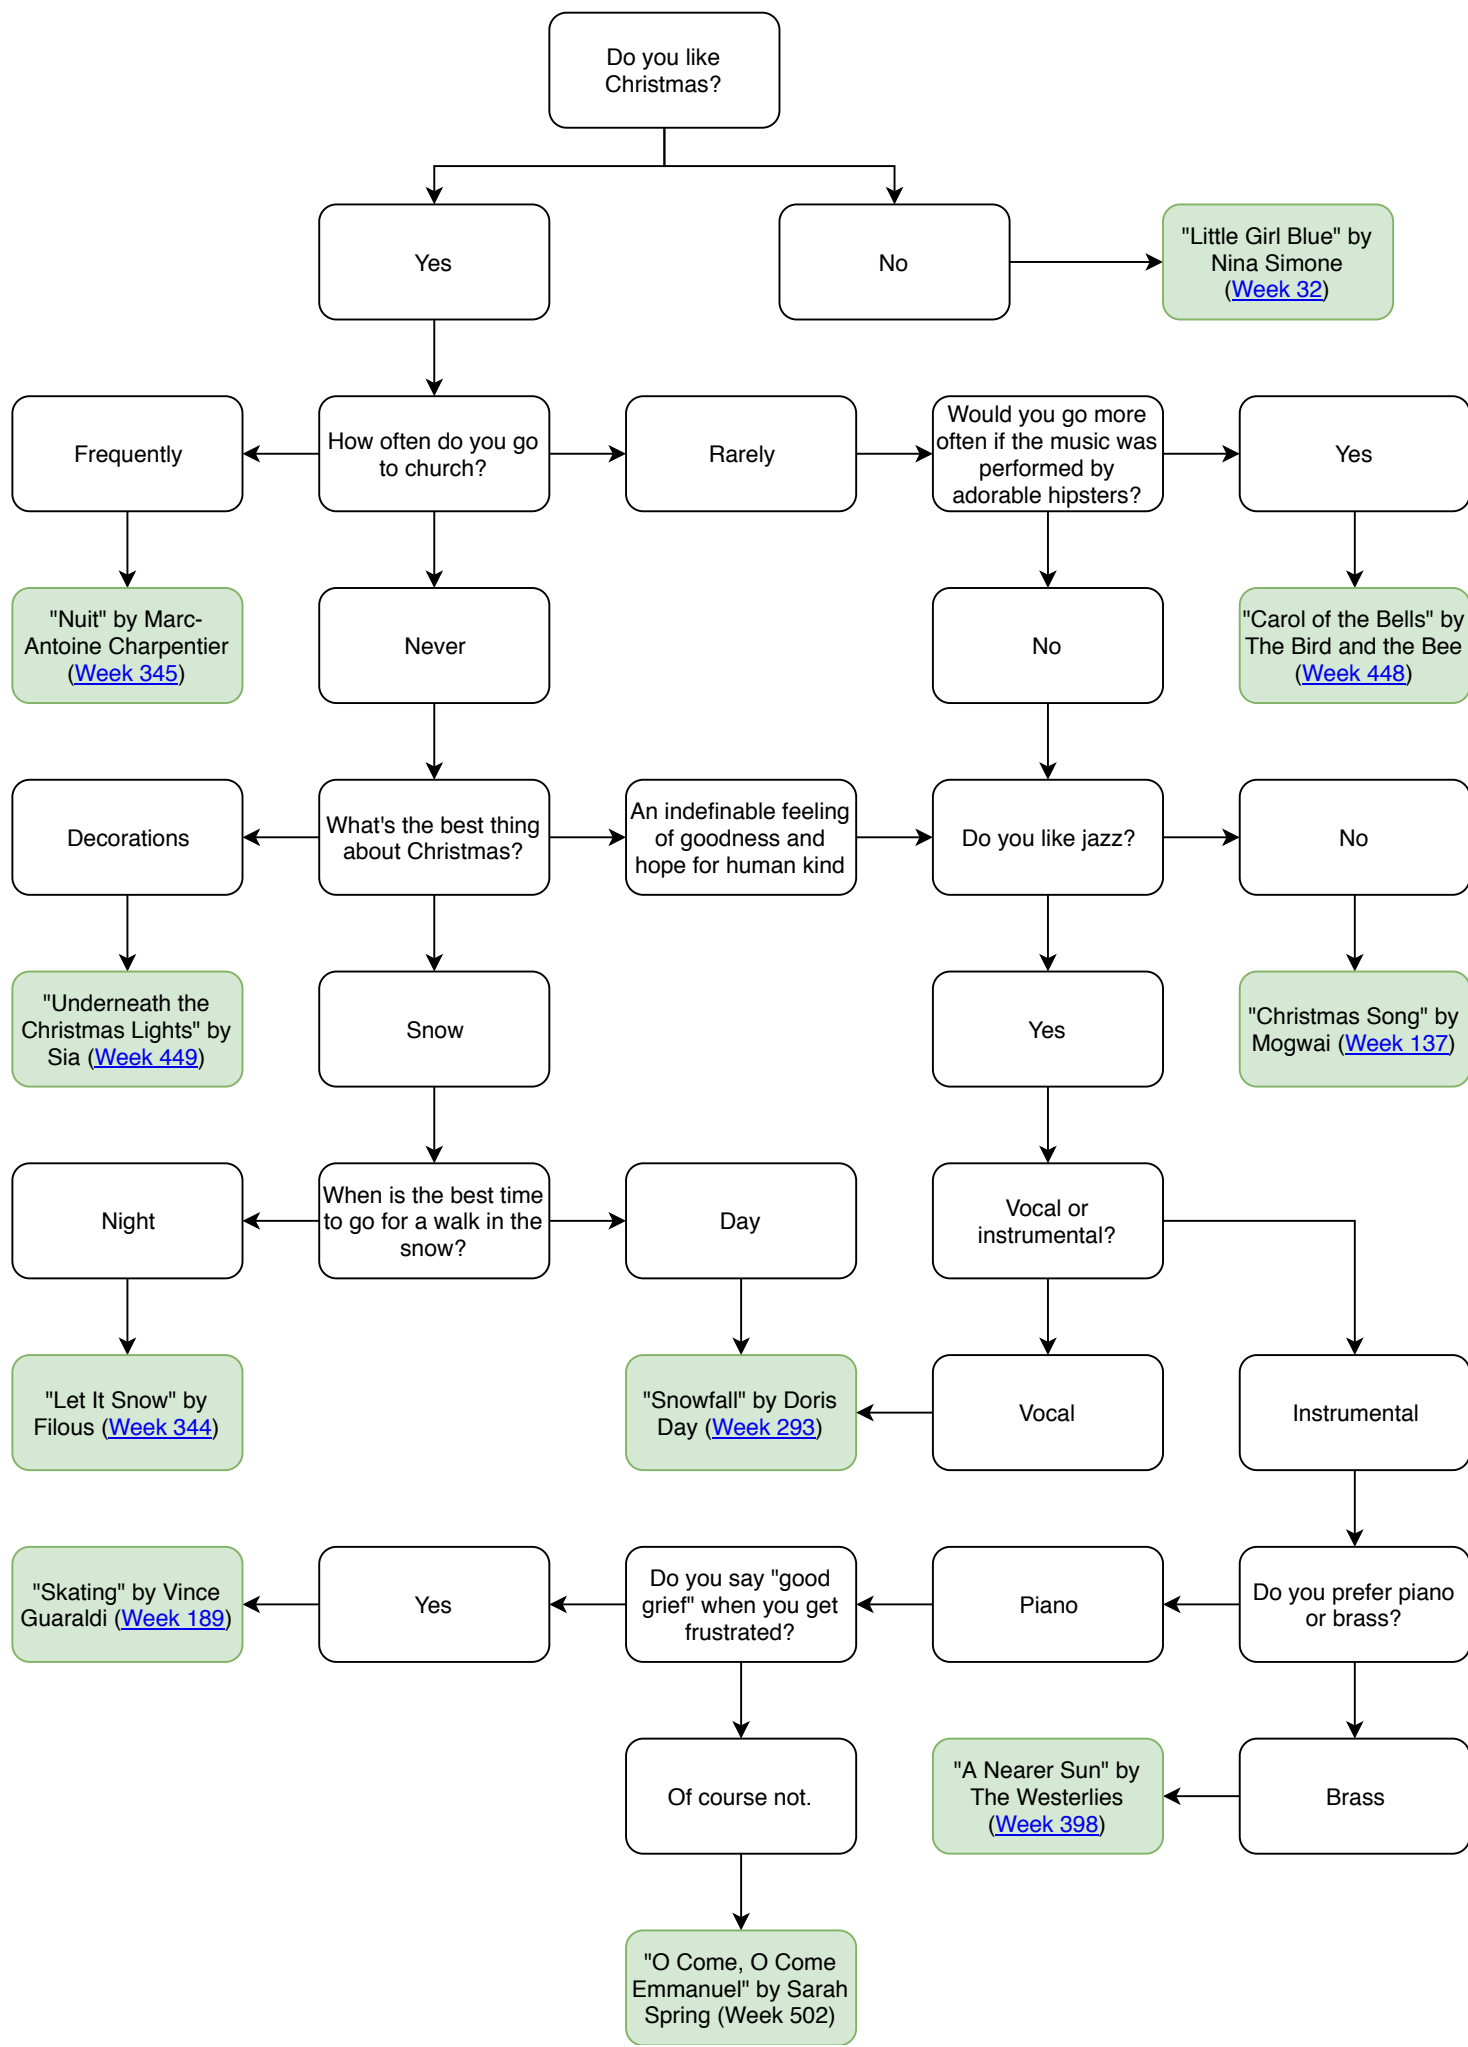 Do you like
Christmas?
Yes
No
"Little Girl Blue" by
Nina Simone
(Week 32)
Frequently
How often do you go
to church?
Rarely
Would you go more
often if the music was
performed by
adorable hipsters?
Yes
"Nuit" by Marc-
Antoine Charpentier
(Week 345)
Never
No
"Carol of the Bells" by
The Bird and the Bee
(Week 448)
Decorations
What's the best thing
about Christmas?
An indefinable feeling
of goodness and
hope for human kind
Do you like jazz?
No
"Underneath the
Christmas Lights" by
Sia (Week 449)
Snow
Yes
"Christmas Song" by
Mogwai (Week 137)
Night
When is the best time
to go for a walk in the
snow?
Day
Vocal or
instrumental?
"Let It Snow" by
Filous (Week 344)
"Snowfall" by Doris
Day (Week 293)
Vocal
Instrumental
"Skating" by Vince
Guaraldi (Week 189)
Yes
Do you say "good
grief" when you get
frustrated?
Piano
Do you prefer piano
or brass?
Of course not.
"A Nearer Sun" by
The Westerlies
(Week 398)
Brass
"O Come, O Come
Emmanuel" by Sarah
Spring (Week 502)